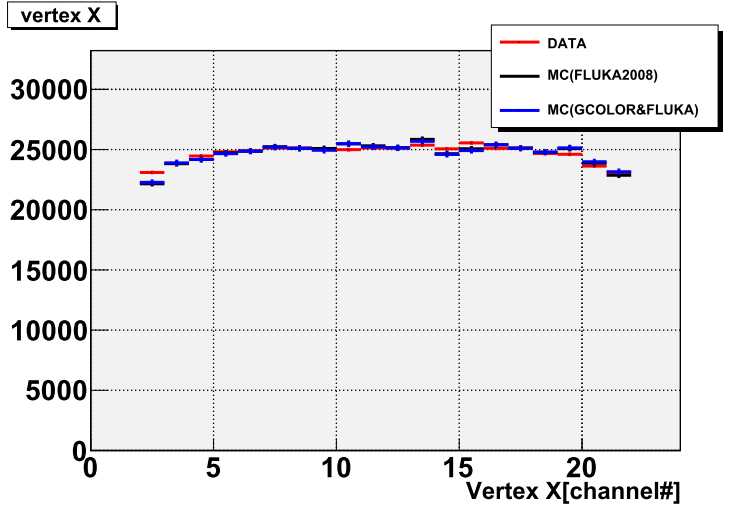 vertex X
DATA
MC(FLUKA2008)
MC(GCOLOR&FLUKA)
30000
25000
20000
15000
10000
5000
0
0 5 10 15 20
Vertex X[channel#]